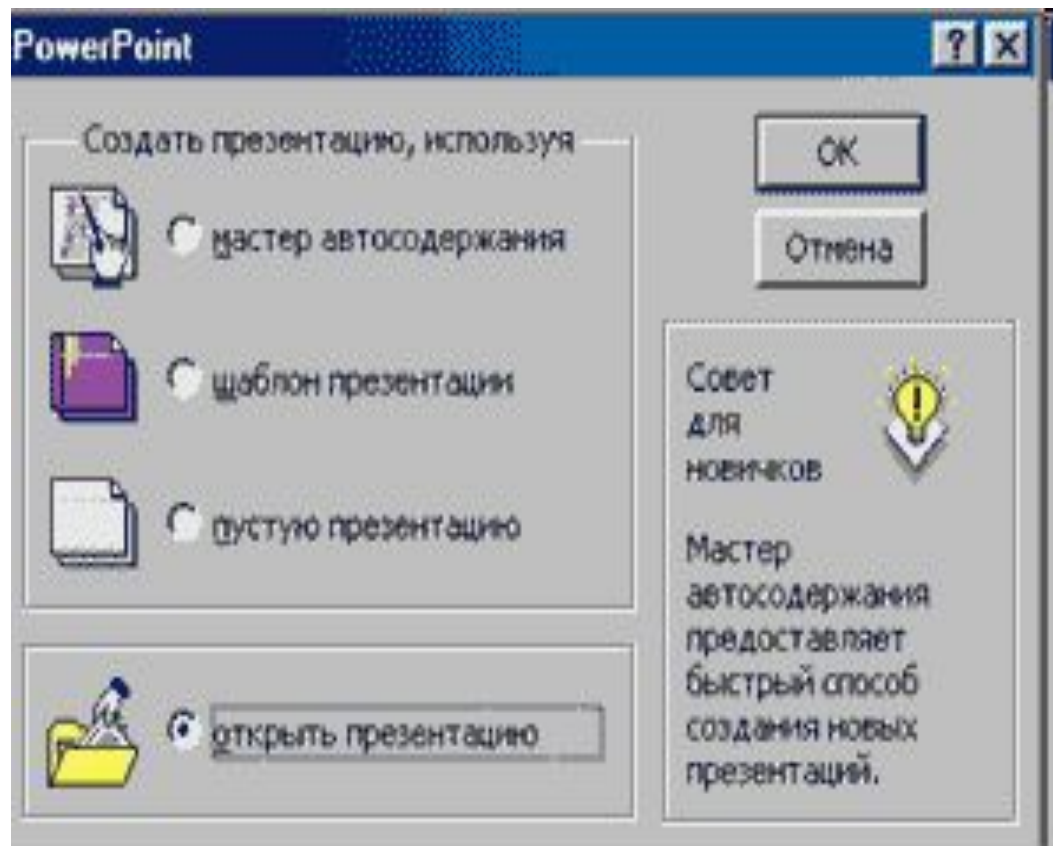 PowerPoint
Создать презентацию, используя
мастер автосодержания
шаблон презентации
пустую презентацию
открыть презентацию
OK
Отмена
Совет
для
новичков
Мастер
автосодержания
предоставляет
быстрый способ
создания новых
презентаций.